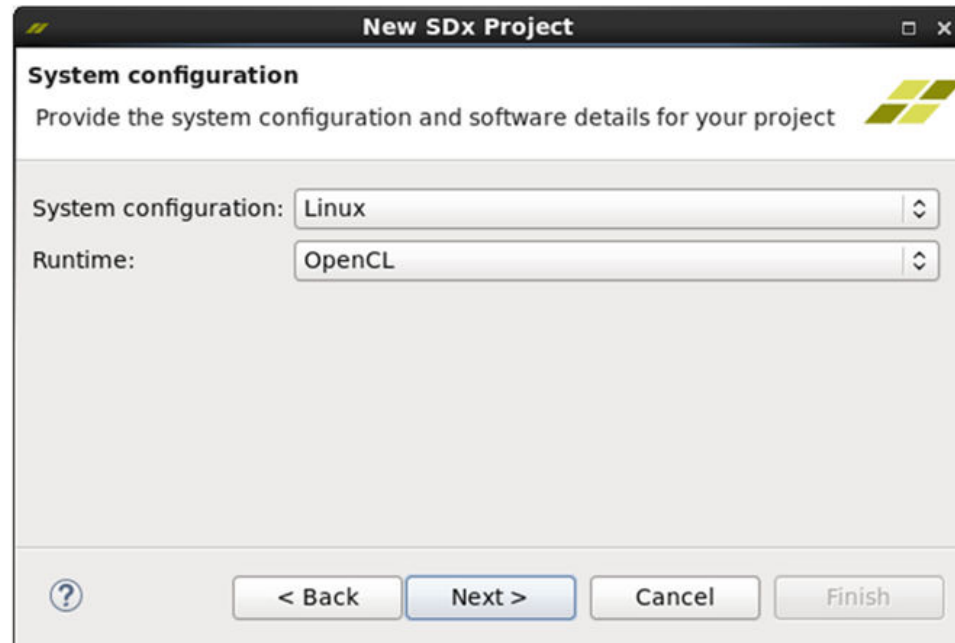 New SDx Project
System configuration
Provide the system configuration and software details for your project
System configuration: Linux
Runtime: OpenCL
? < Back Next > Cancel Finish